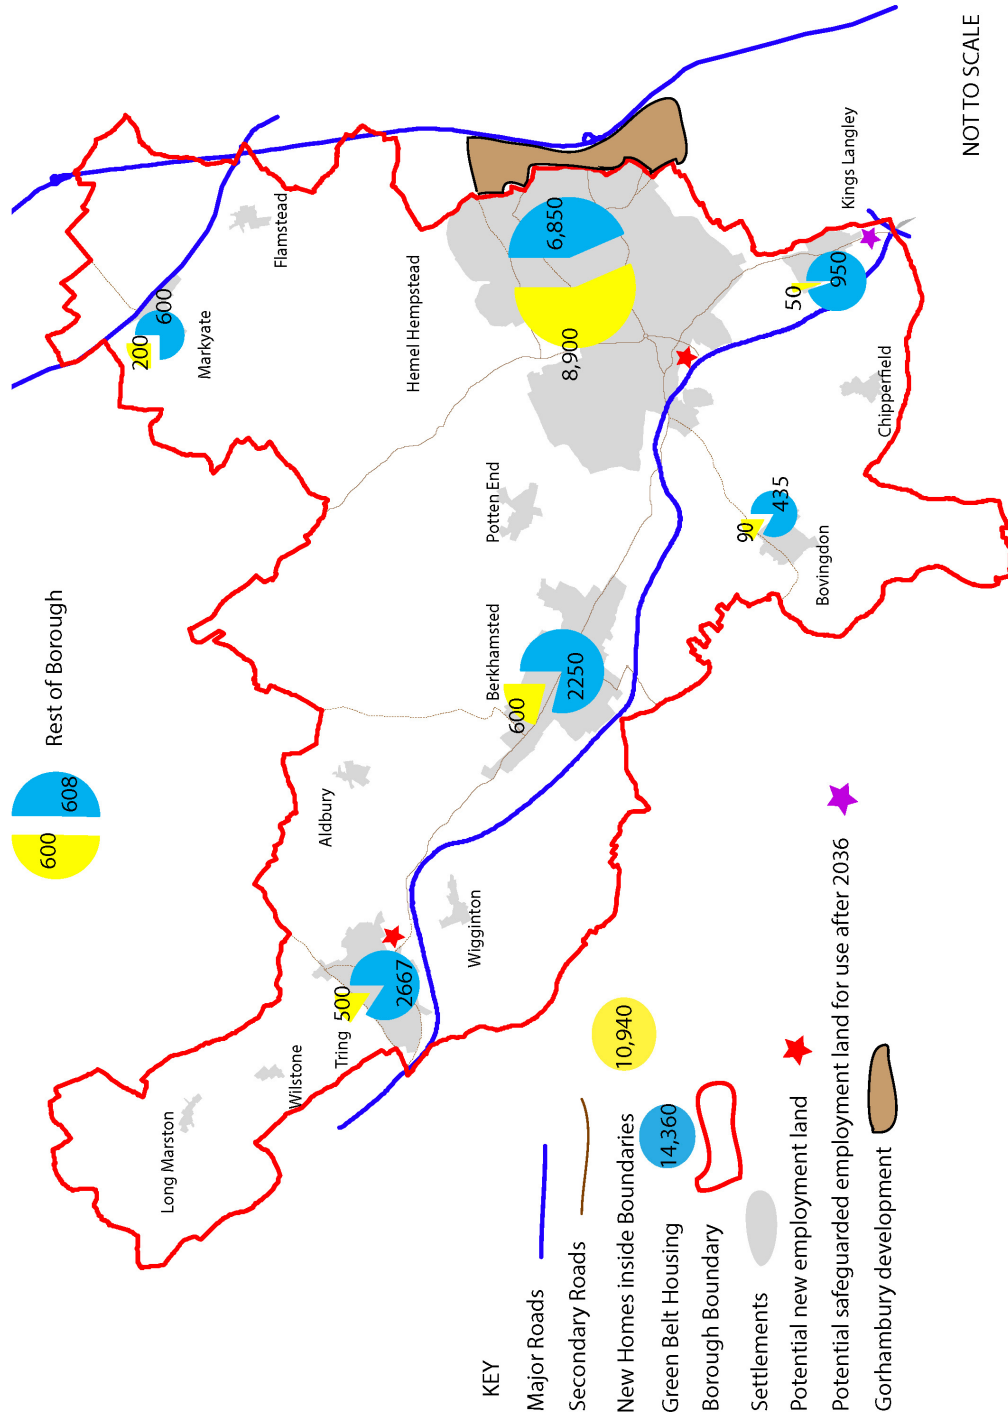 Rest of Borough
600
608
Long Marston
Wilstone
Tring
500
2667
Aldbury
Wigginton
Berkhamsted
600
2250
Potten End
Hemel Hempstead
8,900
6,850
Markyate
200
600
Flamstead
Bovingdon
90
435
Chipperfield
Kings Langley
50
950
KEY
Major Roads
Secondary Roads
New Homes inside Boundaries
10,940
Green Belt Housing
14,360
Borough Boundary
Settlements
Potential new employment land
Potential safeguarded employment land for use after 2036
Gorhambury development
NOT TO SCALE